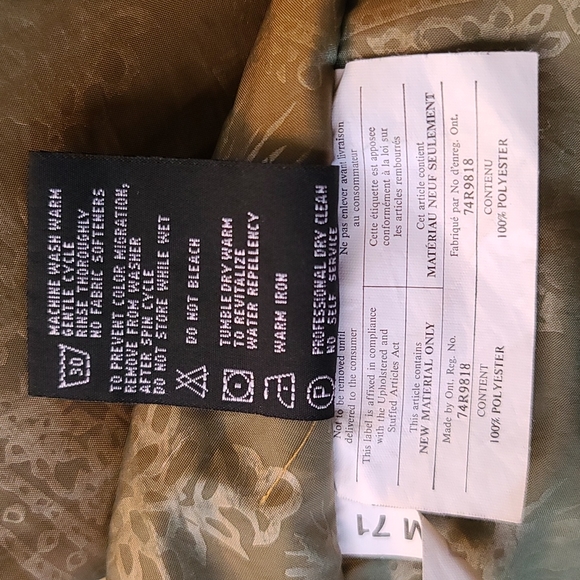 MACHINE WASH WARM
GENTLE CYCLE
RINSE THOROUGHLY
NO FABRIC SOFTENERS
30
TO PREVENT COLOR MIGRATION,
REMOVE FROM WASHER
AFTER SPIN CYCLE
DO NOT STORE WHILE WET
DO NOT BLEACH
TUMBLE DRY WARM
TO REVITALIZE
WATER REPELLENCY
WARM IRON
PROFESSIONAL DRY CLEAN
NO SELF SERVICE
P
Not to be removed until
delivered to the consumer
This label is affixed in compliance
with the Upholstered and
Stuffed Articles Act
This article contains
NEW MATERIAL ONLY
Made by Ont. Reg. No.
74R9818
CONTENT
100% POLYESTER
Ne pas enlever avant livraison
au consommateur
Cette étiquette est apposée
conformément à la loi sur
les articles rembourrés
Cet article contient
MATÉRIAU NEUF SEULEMENT
Fabriqué par No d'enreg. Ont.
74R9818
CONTENU
100% POLYESTER
M 71